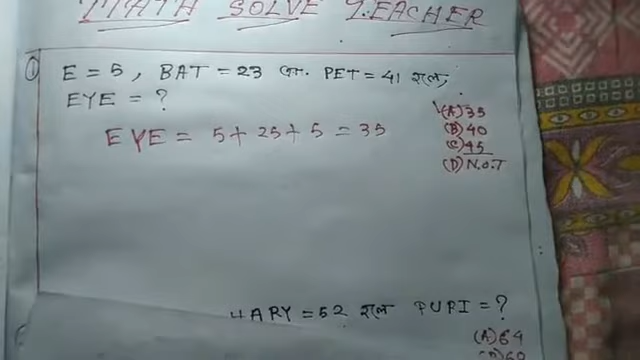 MATH SOLVE TEACHER
① E = 5, BAT = 23 এবং PET = 41 হলে,
EYE = ?
EYE = 5 + 25 + 5 = 35
(A) 35
(B) 40
(C) 45
(D) N.O.T
HARY = 52 হলে PUPI = ?
(A) 64
(B) 60